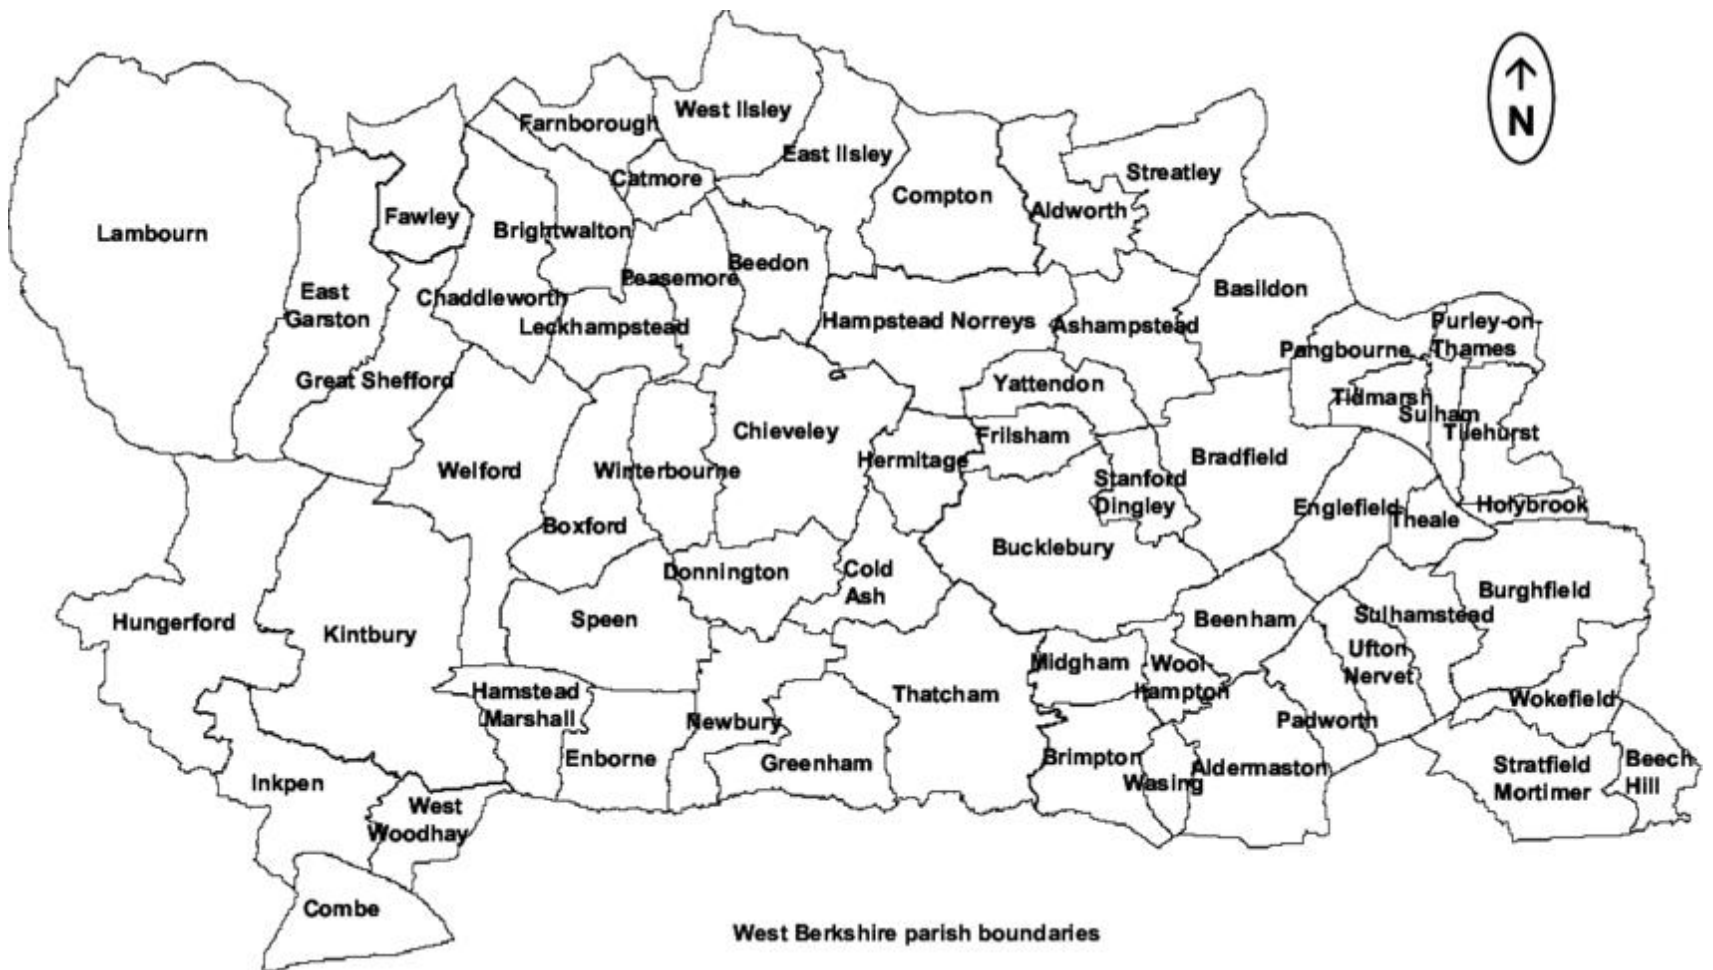 N
West Ilsley
Farnborough
East Ilsley
Catmore
Streatley
Compton
Aldworth
Fawley
Lambourn
Brightwalton
Beedon
Peasemore
Basildon
East
Garston
Chaddleworth
Leckhampstead
Hampstead Norreys
Ashampstead
Purley-on-
Thames
Pangbourne
Great Shefford
Yattendon
Tidmarsh
Sulham
Tilehurst
Chieveley
Frilsham
Hermitage
Bradfield
Welford
Winterbourne
Stanford
Dingley
Englefield
Theale
Holybrook
Boxford
Bucklebury
Donnington
Cold
Ash
Burghfield
Hungerford
Kintbury
Speen
Beenham
Sulhamstead
Ufton
Nervet
Midgham
Wool
hampton
Hamstead
Marshall
Thatcham
Wokefield
Newbury
Padworth
Enborne
Greenham
Brimpton
Wasing
Aldermaston
Stratfield
Mortimer
Beech
Hill
Inkpen
West
Woodhay
Combe
West Berkshire parish boundaries